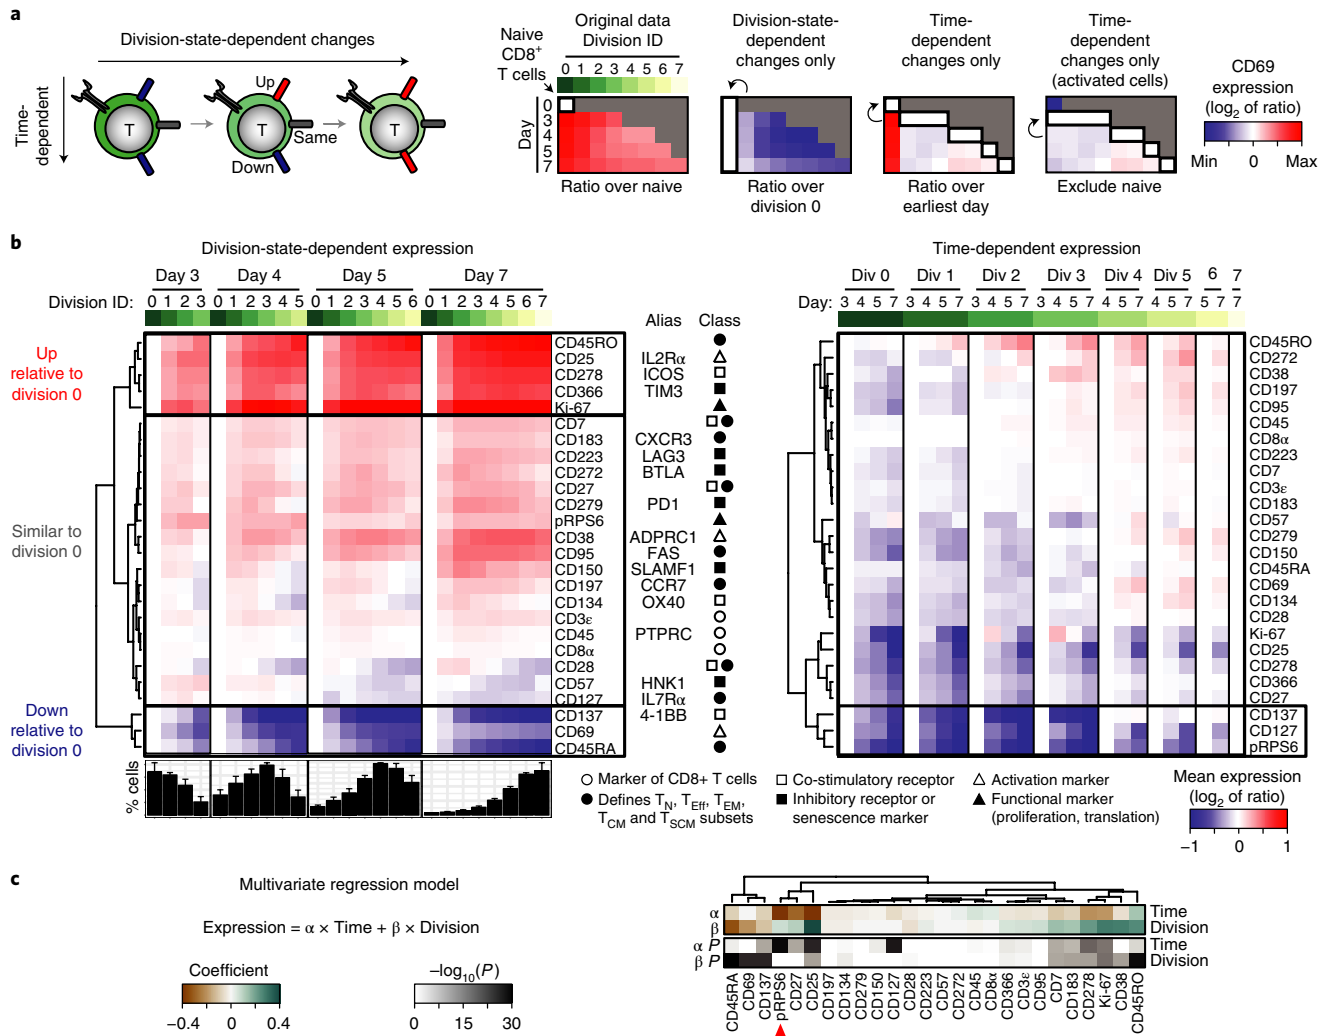 a
Division-state-dependent changes
Time-
dependent
T
T
T
Up
Same
Down
Naive
CD8+
T cells
Original data
Division ID
0 1 2 3 4 5 6 7
Day
0
3
4
5
7
Ratio over naive
Division-state-
dependent
changes only
Ratio over
division 0
Time-
dependent
changes only
Ratio over
earliest day
Time-
dependent
changes only
(activated cells)
Exclude naive
CD69
expression
(log2 of ratio)
Min 0 Max
b
Division-state-dependent expression
Day 3 Day 4 Day 5 Day 7
Division ID: 0 1 2 3 0 1 2 3 4 5 0 1 2 3 4 5 6 0 1 2 3 4 5 6 7
Up
relative to
division 0
Similar to
division 0
Down
relative to
division 0
CD45RO
CD25
CD278
CD366
Ki-67
CD7
CD183
CD223
CD272
CD27
CD279
pRPS6
CD38
CD95
CD150
CD197
CD134
CD3ε
CD45
CD8α
CD28
CD57
CD127
CD137
CD69
CD45RA
% cells
Alias Class
IL2Rα
ICOS
TIM3
CXCR3
LAG3
BTLA
PD1
ADPRC1
FAS
SLAMF1
CCR7
OX40
PTPRC
HNK1
IL7Rα
4-1BB
Time-dependent expression
Div 0 Div 1 Div 2 Div 3 Div 4 Div 5 6 7
Day: 3 4 5 7 3 4 5 7 3 4 5 7 3 4 5 7 4 5 7 4 5 7 5 7 7
CD45RO
CD272
CD38
CD197
CD95
CD45
CD8α
CD223
CD7
CD3ε
CD183
CD57
CD279
CD150
CD45RA
CD69
CD134
CD28
Ki-67
CD25
CD278
CD366
CD27
CD137
CD127
pRPS6
○ Marker of CD8+ T cells
● Defines TN, TEff, TEM,
TCM and TSCM subsets
□ Co-stimulatory receptor
■ Inhibitory receptor or
senescence marker
△ Activation marker
▲ Functional marker
(proliferation, translation)
Mean expression
(log2 of ratio)
−1 0 1
c
Multivariate regression model
Expression = α × Time + β × Division
Coefficient
−0.4 0 0.4
−log10(P)
0 15 30
α Time
β Division
α P Time
β P Division
CD45RA
CD69
CD137
pRPS6
CD27
CD25
CD197
CD134
CD279
CD150
CD127
CD28
CD223
CD57
CD272
CD45
CD8α
CD366
CD3ε
CD95
CD7
CD183
CD278
Ki-67
CD38
CD45RO